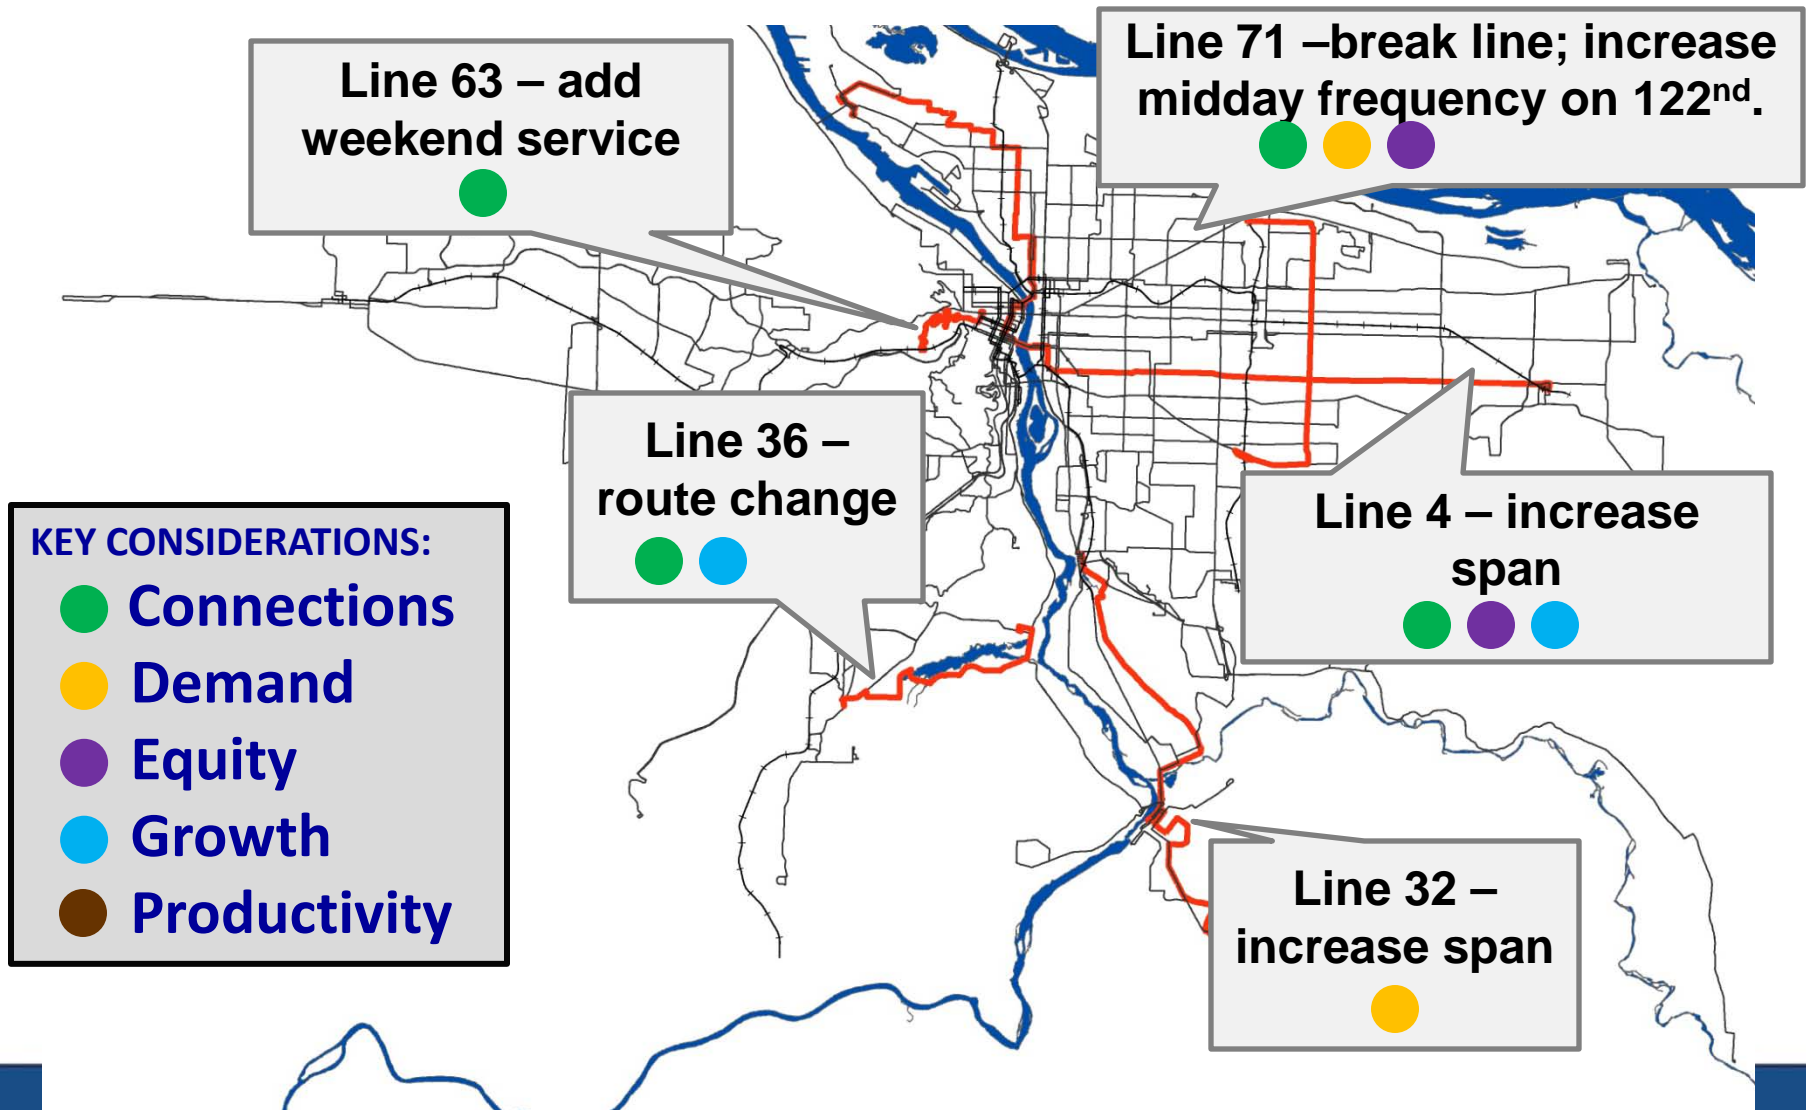 Line 63 – add
weekend service
Line 71 –break line; increase
midday frequency on 122nd.
Line 36 –
route change
Line 4 – increase
span
KEY CONSIDERATIONS:
Connections
Demand
Equity
Growth
Productivity
Line 32 –
increase span